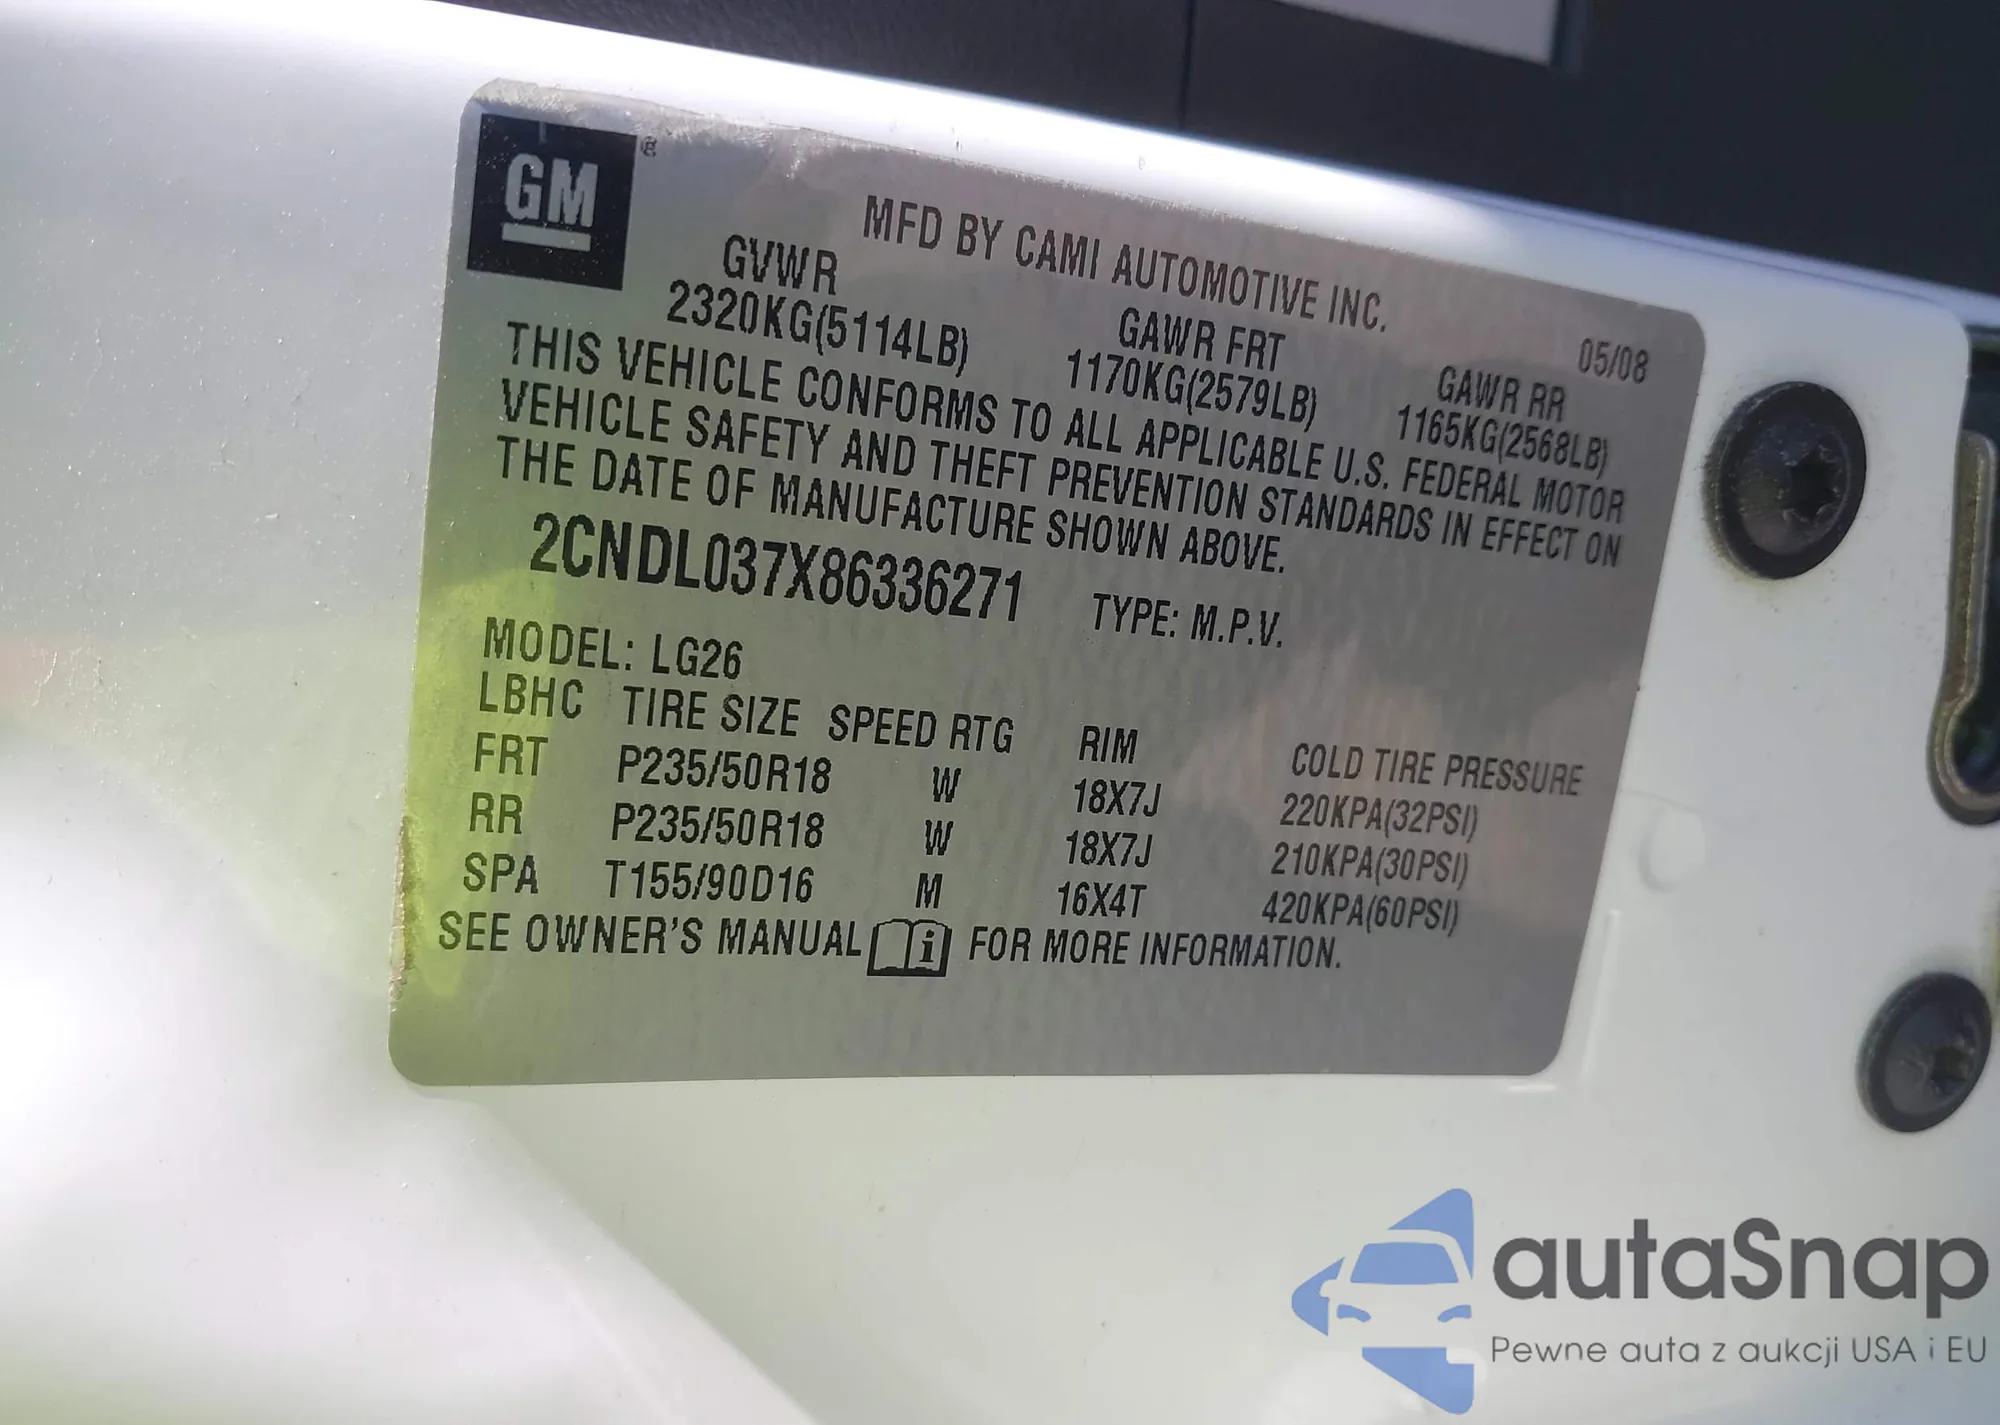 GM
MFD BY CAMI AUTOMOTIVE INC.
05/08
GVWR GAWR FRT GAWR RR
2320KG(5114LB) 1170KG(2579LB) 1165KG(2568LB)
THIS VEHICLE CONFORMS TO ALL APPLICABLE U.S. FEDERAL MOTOR
VEHICLE SAFETY AND THEFT PREVENTION STANDARDS IN EFFECT ON
THE DATE OF MANUFACTURE SHOWN ABOVE.
2CNDL037X86336271 TYPE: M.P.V.
MODEL: LG26
LBHC TIRE SIZE SPEED RTG RIM COLD TIRE PRESSURE
FRT P235/50R18 W 18X7J 220KPA(32PSI)
RR P235/50R18 W 18X7J 210KPA(30PSI)
SPA T155/90D16 M 16X4T 420KPA(60PSI)
SEE OWNER'S MANUAL i FOR MORE INFORMATION.
autaSnap
Pewne auta z aukcji USA i EU